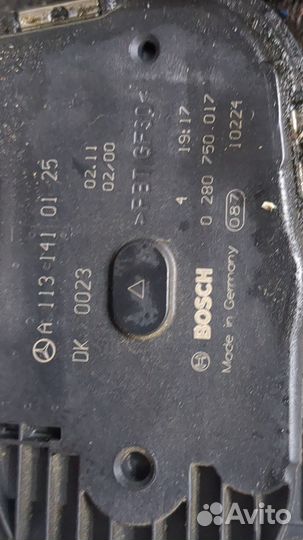 A 113 141 01 25
DK 0023
02.11
02/00
>PBT GF30<
4 19:17
0 280 750 017
087
10224
BOSCH
Made in Germany
Avito